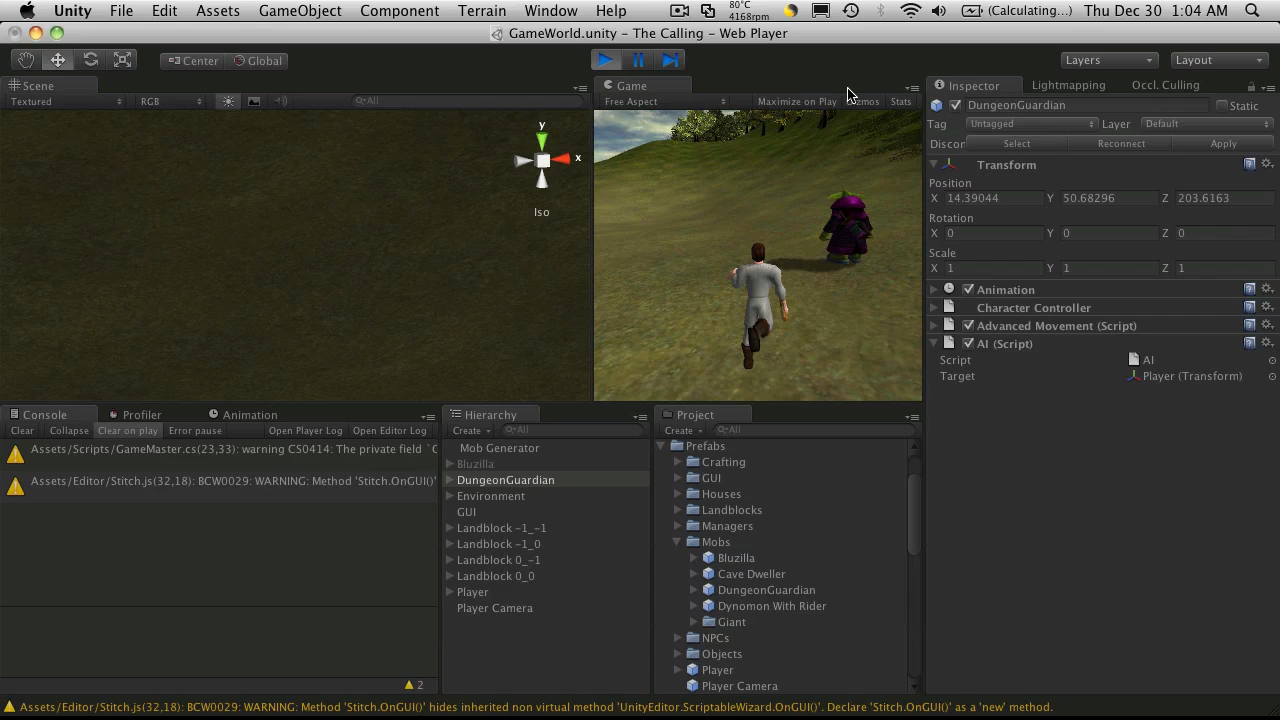 Unity File Edit Assets GameObject Component Terrain Window Help 80°C 4168rpm (Calculating... Thu Dec 30 1:04 AM
GameWorld.unity – The Calling – Web Player
Center Global Layers Layout
Scene
Textured RGB All
y
x
Iso
Game
Free Aspect Maximize on Play Gizmos Stats
Inspector Lightmapping Occl. Culling
DungeonGuardian Static
Tag Untagged Layer Default
Discon Select Reconnect Apply
Transform
Position
X 14.39044 Y 50.68296 Z 203.6163
Rotation
X 0 Y 0 Z 0
Scale
X 1 Y 1 Z 1
Animation
Character Controller
Advanced Movement (Script)
AI (Script)
Script AI
Target Player (Transform)
Console Profiler Animation
Clear Collapse Clear on play Error pause Open Player Log Open Editor Log
Assets/Scripts/GameMaster.cs(23,33): warning CS0414: The private field `
Assets/Editor/Stitch.js(32,18): BCW0029: WARNING: Method 'Stitch.OnGUI()'
2
Hierarchy
Create All
Mob Generator
Bluzilla
DungeonGuardian
Environment
GUI
Landblock -1_-1
Landblock -1_0
Landblock 0_-1
Landblock 0_0
Player
Player Camera
Project
Create All
Prefabs
Crafting
GUI
Houses
Landblocks
Managers
Mobs
Bluzilla
Cave Dweller
DungeonGuardian
Dynomon With Rider
Giant
NPCs
Objects
Player
Player Camera
Assets/Editor/Stitch.js(32,18): BCW0029: WARNING: Method 'Stitch.OnGUI()' hides inherited non virtual method 'UnityEditor.ScriptableWizard.OnGUI()'. Declare 'Stitch.OnGUI()' as a 'new' method.